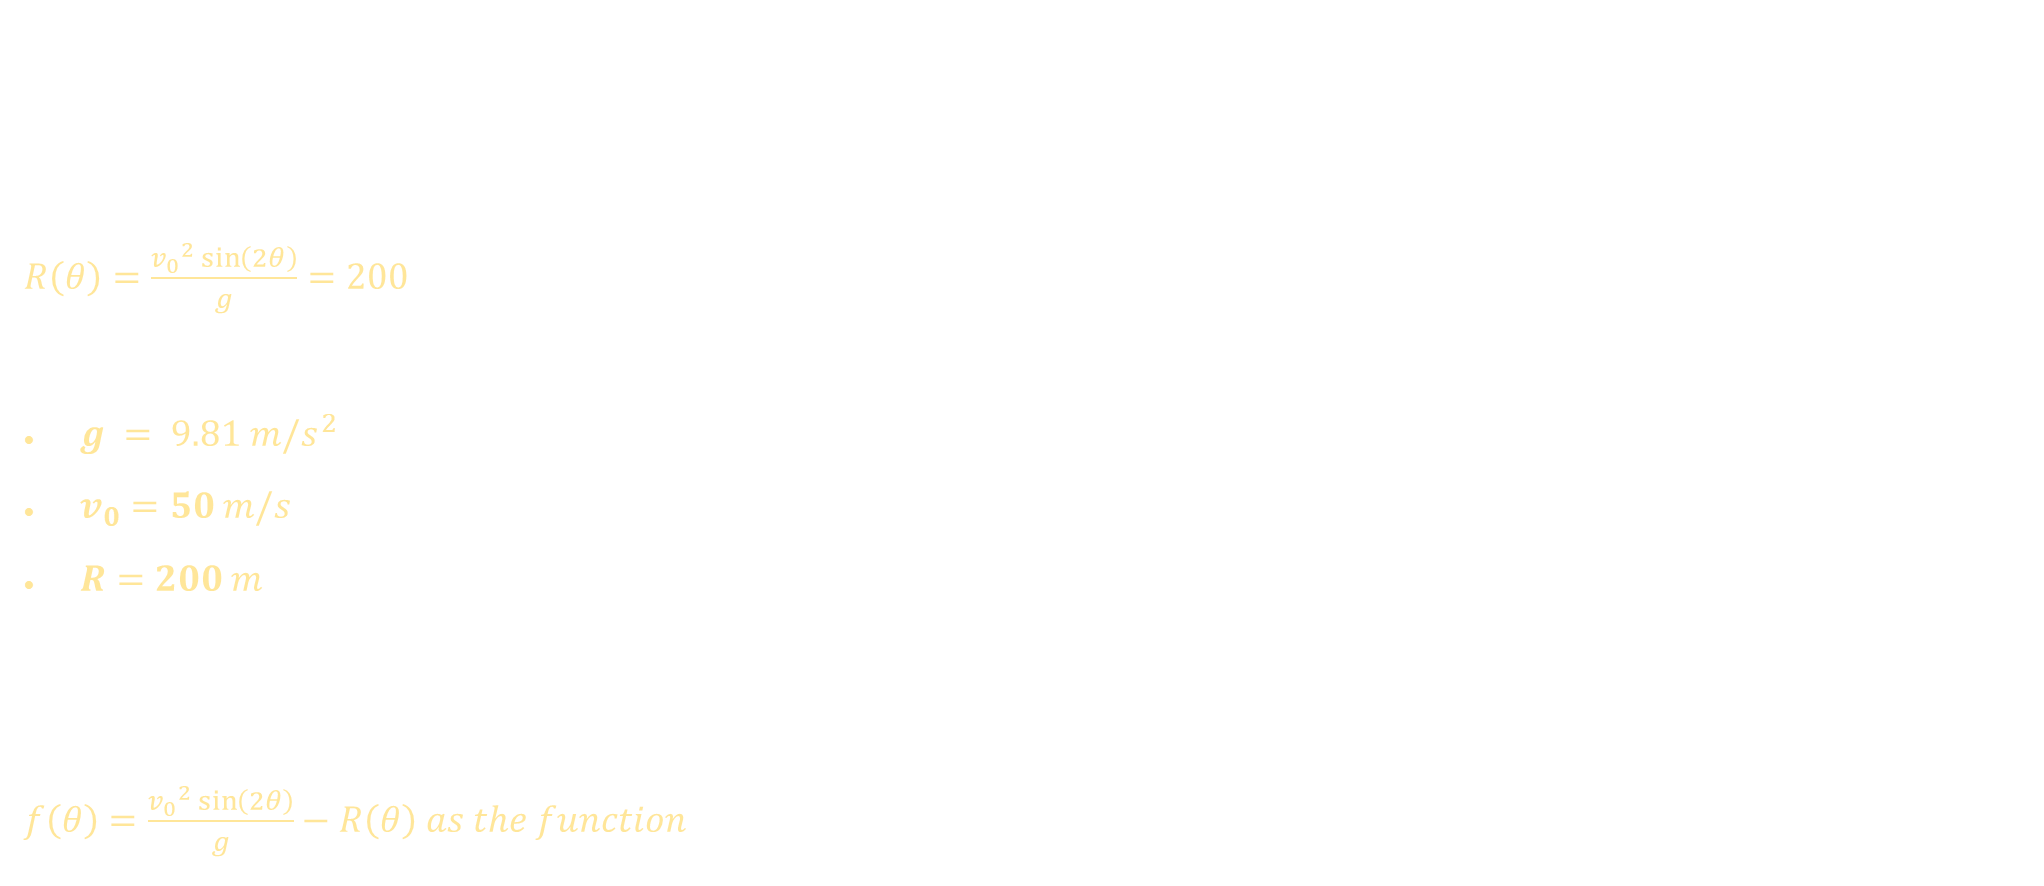 R(θ) = v₀² sin(2θ) / g = 200
• g = 9.81 m/s²
• v₀ = 50 m/s
• R = 200 m
f(θ) = v₀² sin(2θ) / g − R(θ) as the function